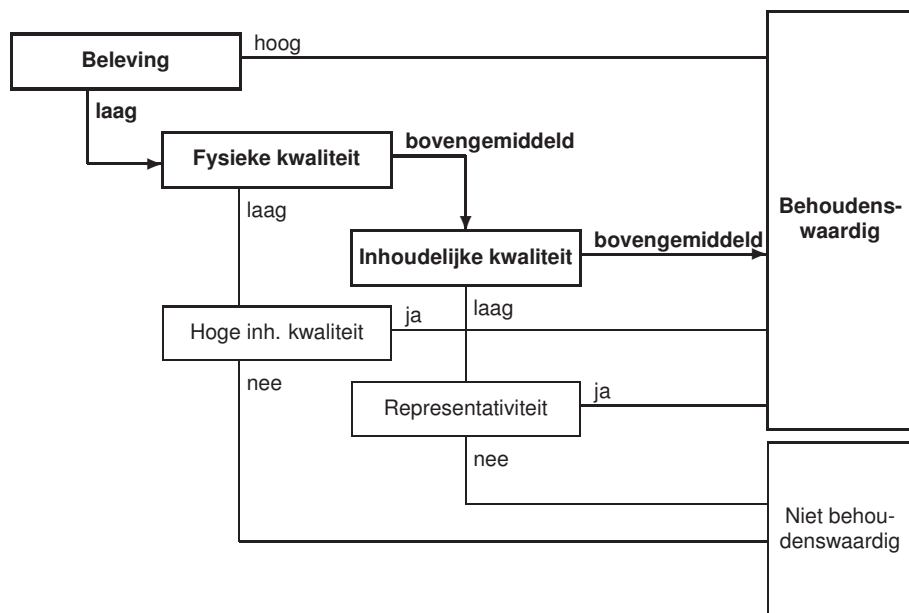 hoog
Beleving
laag
bovengemiddeld
Fysieke kwaliteit
laag
Behoudens-
waardig
bovengemiddeld
Inhoudelijke kwaliteit
laag
ja
Hoge inh. kwaliteit
nee
ja
Representativiteit
nee
Niet behou-
denswaardig